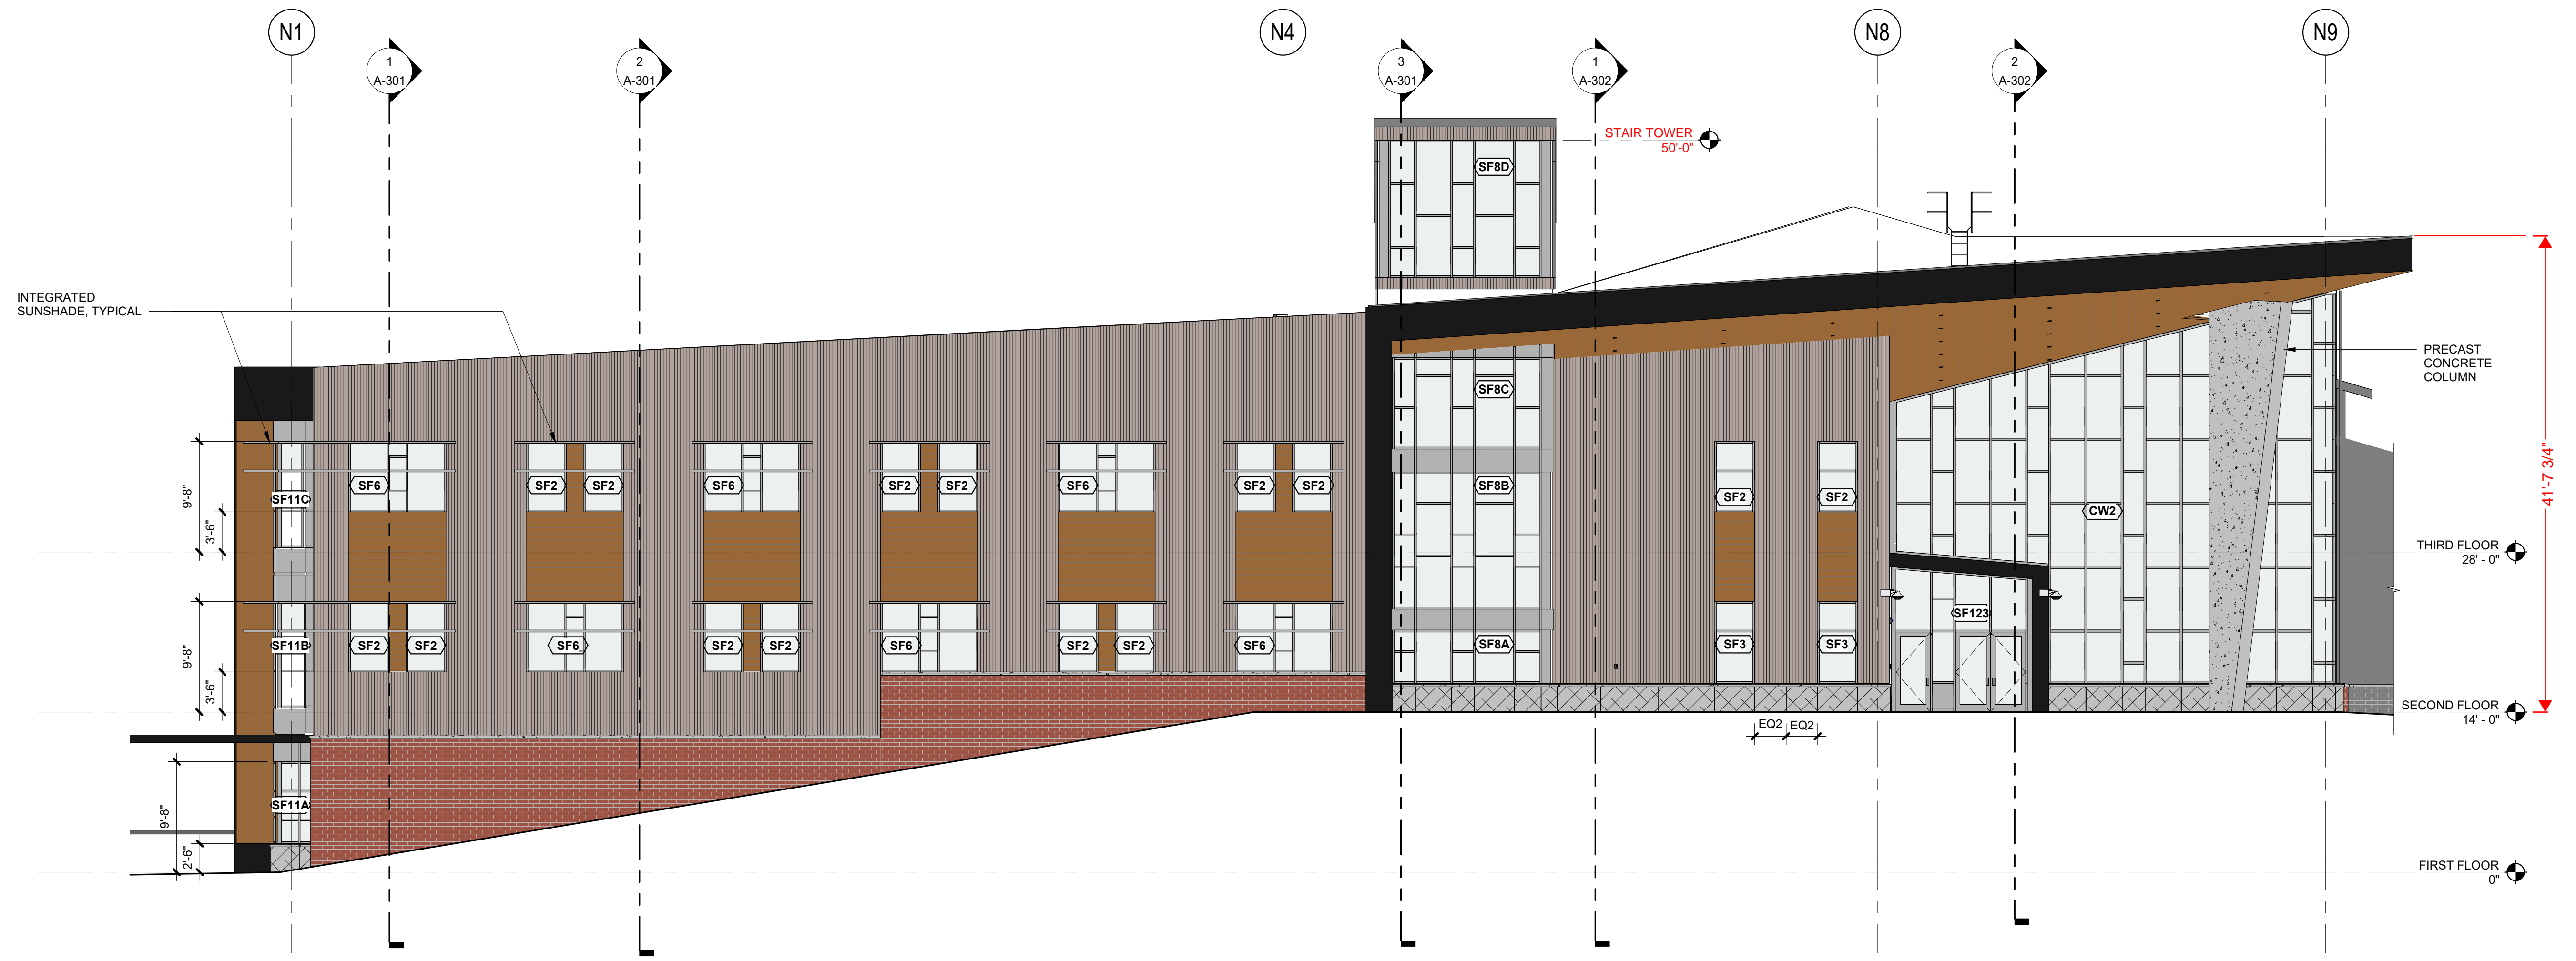 N1
N4
N8
N9
1
A-301
2
A-301
3
A-301
1
A-302
2
A-302
STAIR TOWER
50'-0"
SF8D
INTEGRATED
SUNSHADE, TYPICAL
PRECAST
CONCRETE
COLUMN
41'-7 3/4"
SF8C
9'-8"
3'-6"
SF11C
SF6
SF2
SF2
SF6
SF2
SF2
SF6
SF2
SF2
SF8B
SF2
SF2
CW2
THIRD FLOOR
28' - 0"
9'-8"
3'-6"
SF11B
SF2
SF2
SF6
SF2
SF2
SF6
SF2
SF2
SF6
SF8A
SF3
SF3
SF123
SECOND FLOOR
14' - 0"
EQ2
EQ2
9'-8"
2'-6"
SF11A
FIRST FLOOR
0"